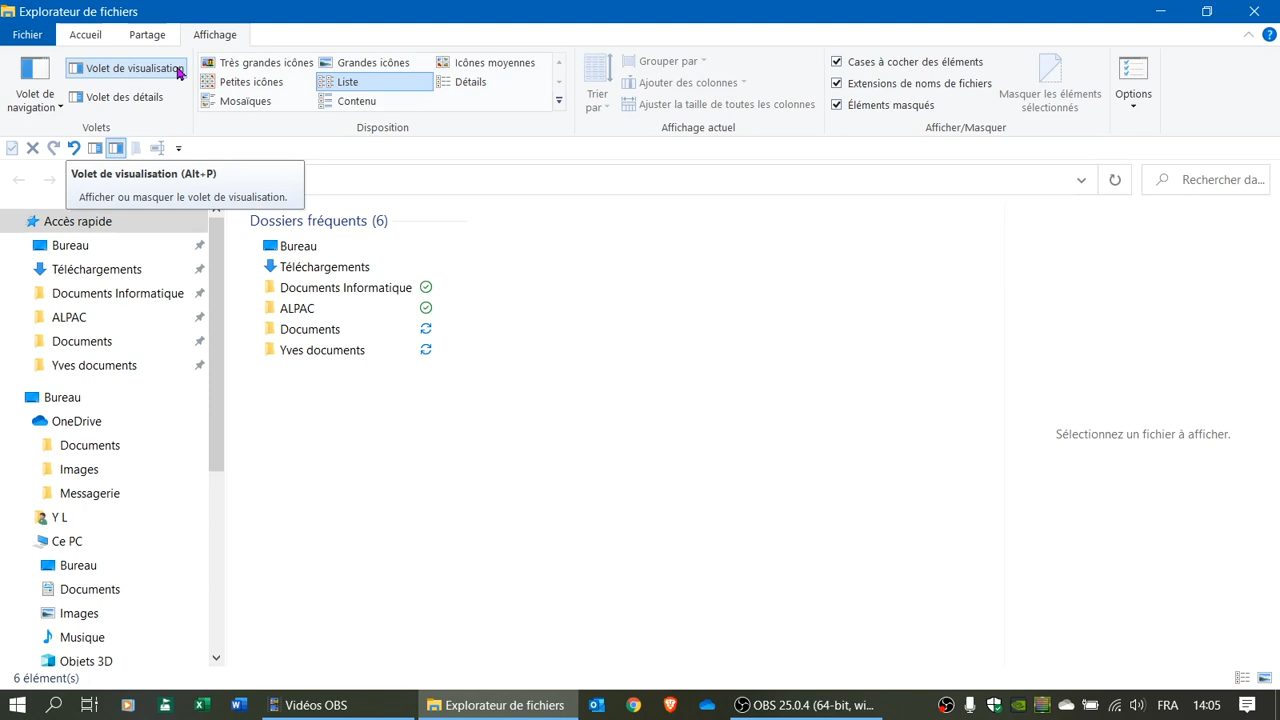 Explorateur de fichiers
Fichier Accueil Partage Affichage
Volet de navigation
Volet de visualisation
Volet des détails
Volets
Très grandes icônes Grandes icônes Icônes moyennes
Petites icônes Liste Détails
Mosaïques Contenu
Disposition
Trier par
Grouper par
Ajouter des colonnes
Ajuster la taille de toutes les colonnes
Affichage actuel
Cases à cocher des éléments
Extensions de noms de fichiers
Éléments masqués
Masquer les éléments sélectionnés
Afficher/Masquer
Options
Volet de visualisation (Alt+P)
Afficher ou masquer le volet de visualisation.
Rechercher da...
Accès rapide
Bureau
Téléchargements
Documents Informatique
ALPAC
Documents
Yves documents
Bureau
OneDrive
Documents
Images
Messagerie
Y L
Ce PC
Bureau
Documents
Images
Musique
Objets 3D
Dossiers fréquents (6)
Bureau
Téléchargements
Documents Informatique
ALPAC
Documents
Yves documents
Sélectionnez un fichier à afficher.
6 élément(s)
Vidéos OBS Explorateur de fichiers OBS 25.0.4 (64-bit, wi... FRA 14:05